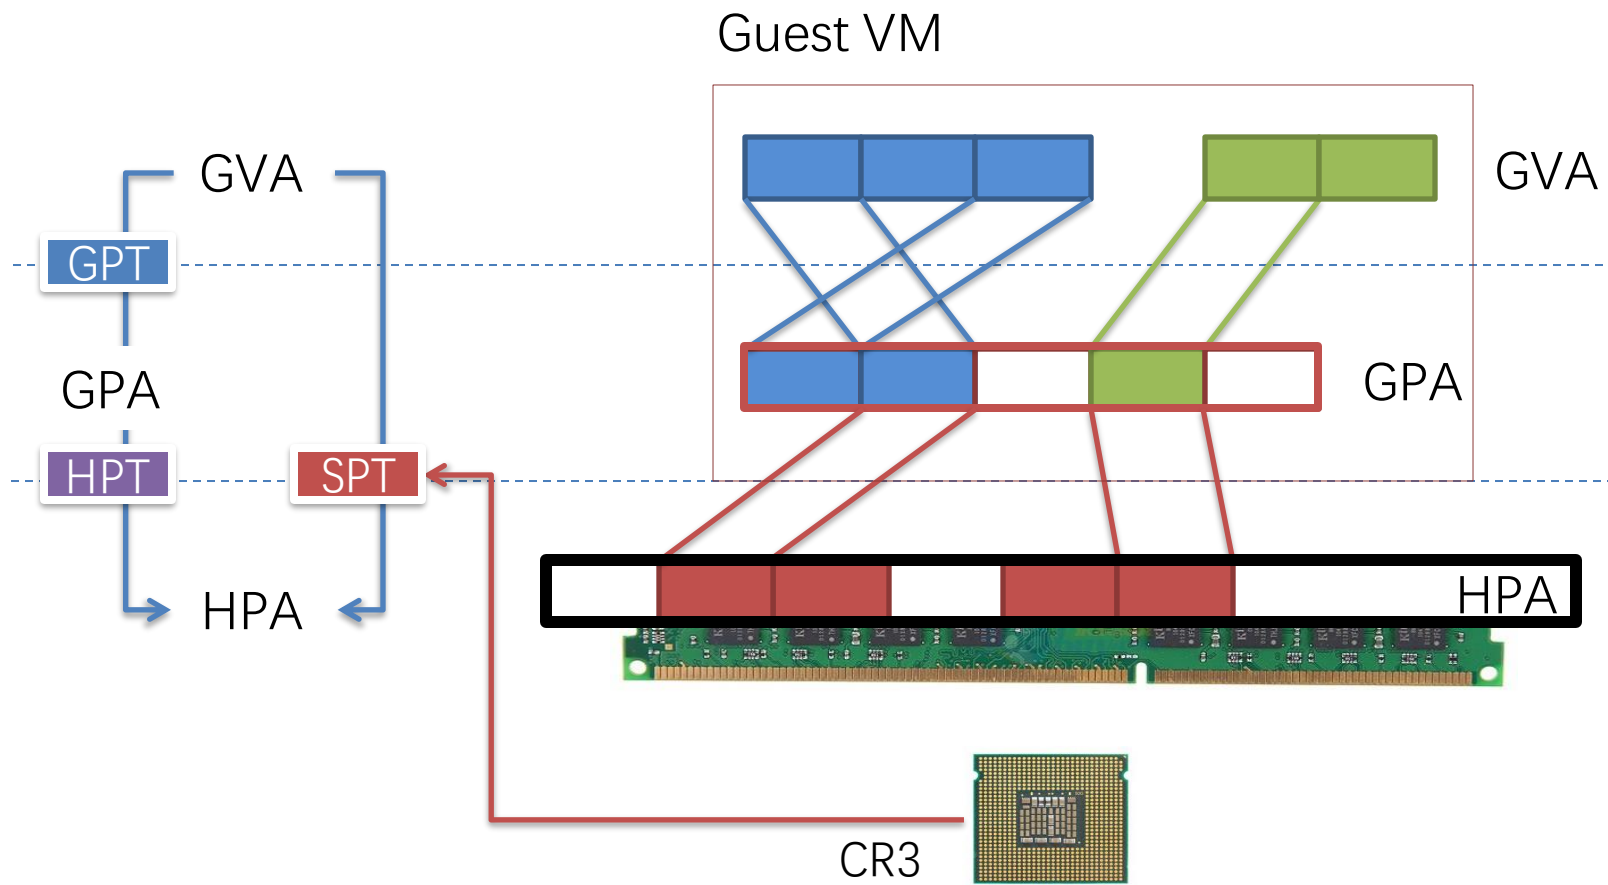 Guest VM
GVA
GVA
GPT
GPA
GPA
HPT
SPT
HPA
HPA
CR3